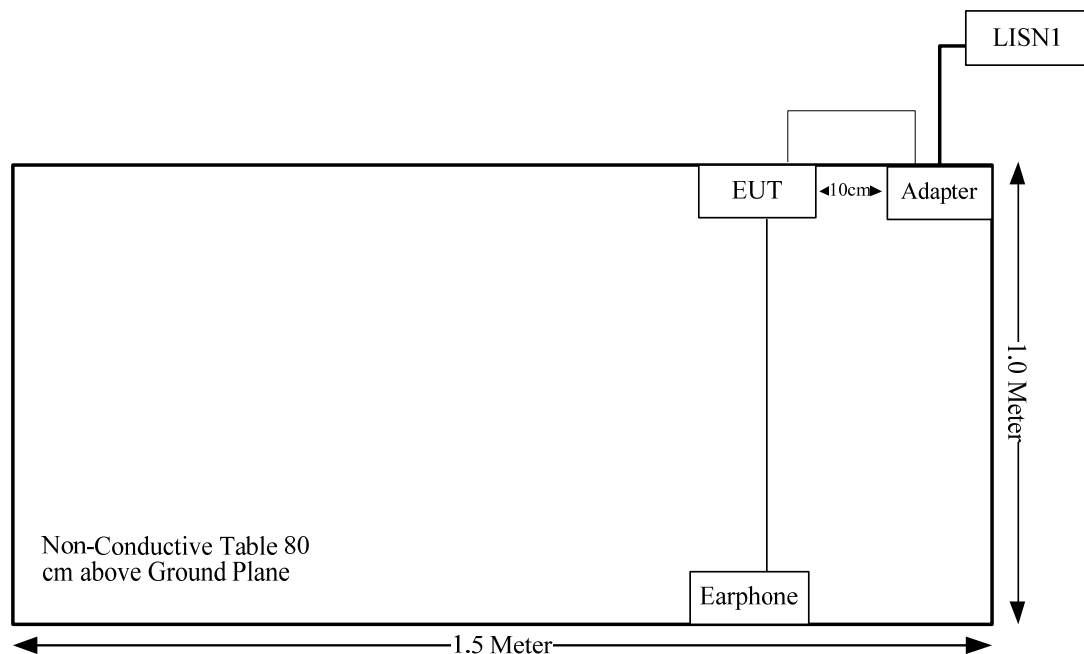 LISN1
EUT
10cm
Adapter
1.0 Meter
Non-Conductive Table 80
cm above Ground Plane
Earphone
1.5 Meter